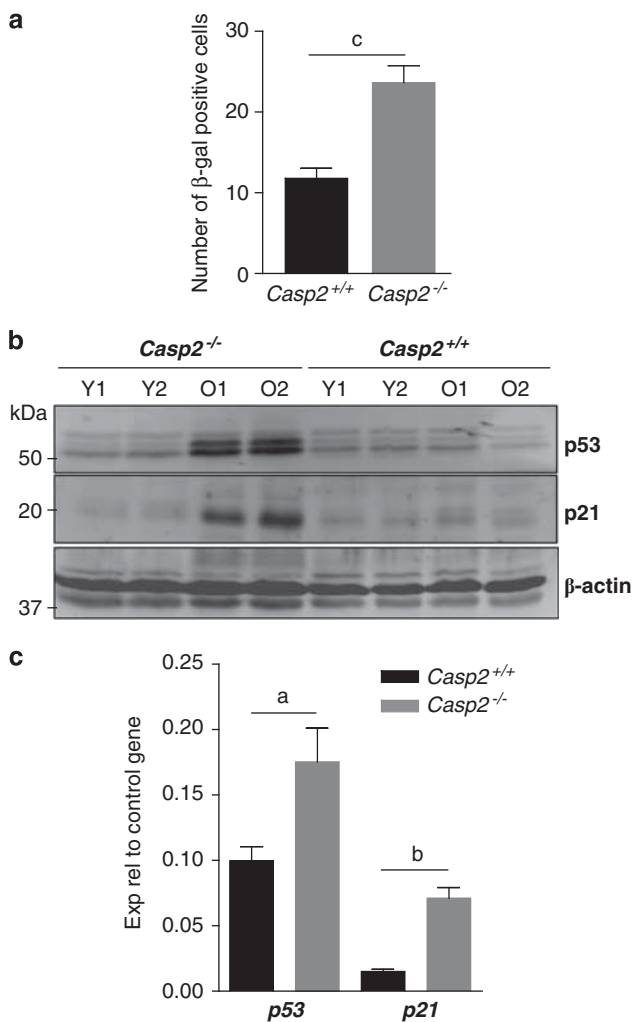 a
30
20
10
0
Number of β-gal positive cells
c
Casp2+/+ Casp2-/-
b
Casp2-/- Casp2+/+
Y1 Y2 O1 O2 Y1 Y2 O1 O2
kDa
50
p53
20
p21
β-actin
37
c
0.25
0.20
0.15
0.10
0.05
0.00
Exp rel to control gene
Casp2+/+
Casp2-/-
a
b
p53 p21